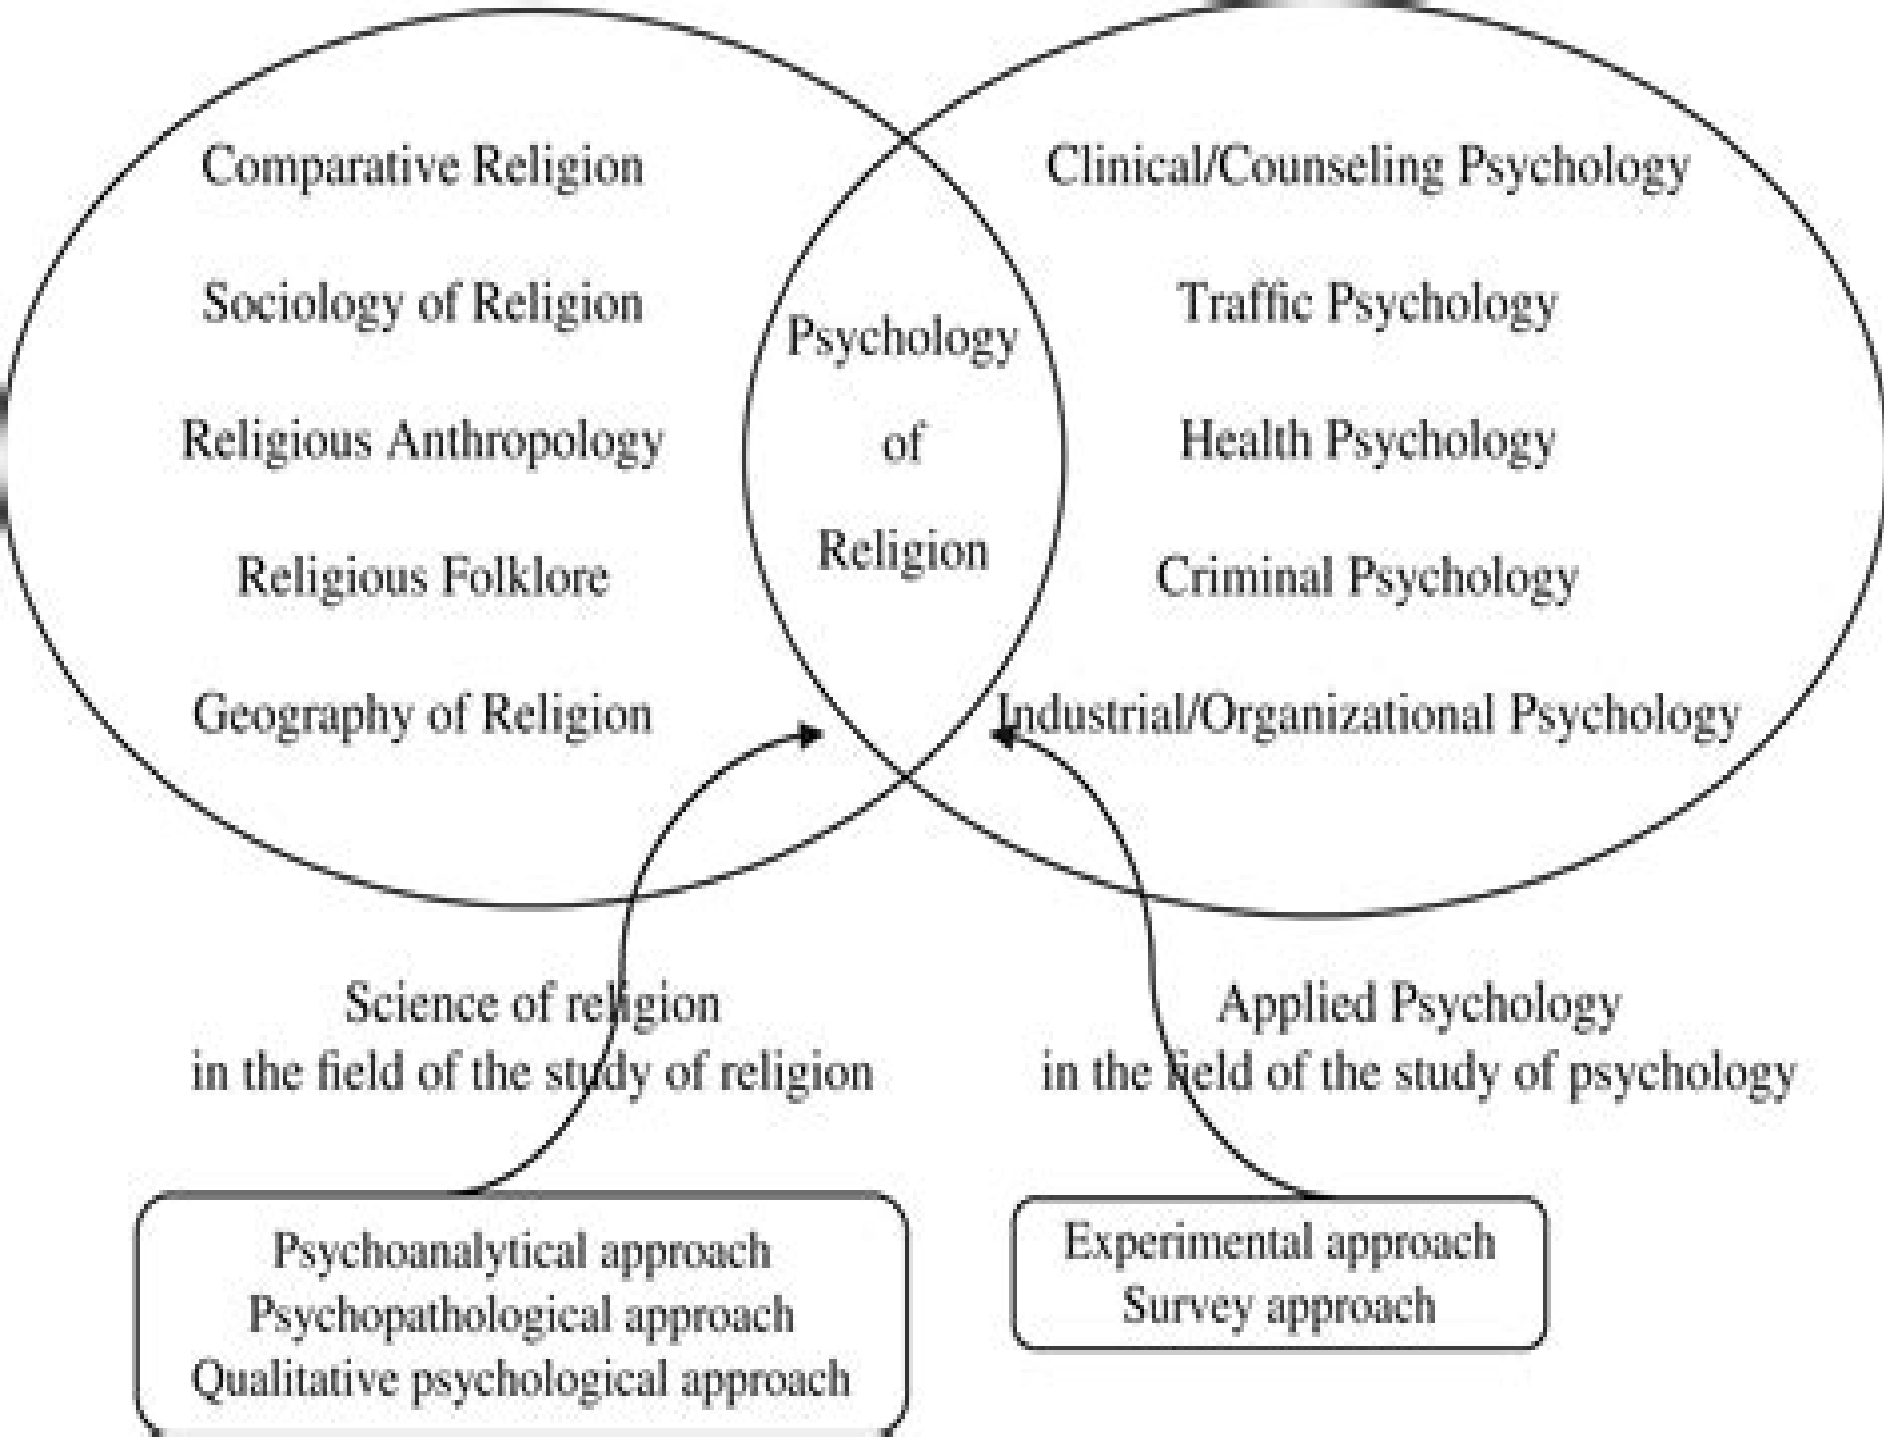 Comparative Religion
Sociology of Religion
Religious Anthropology
Religious Folklore
Geography of Religion
Psychology
of
Religion
Clinical/Counseling Psychology
Traffic Psychology
Health Psychology
Criminal Psychology
Industrial/Organizational Psychology
Science of religion
in the field of the study of religion
Applied Psychology
in the field of the study of psychology
Psychoanalytical approach
Psychopathological approach
Qualitative psychological approach
Experimental approach
Survey approach